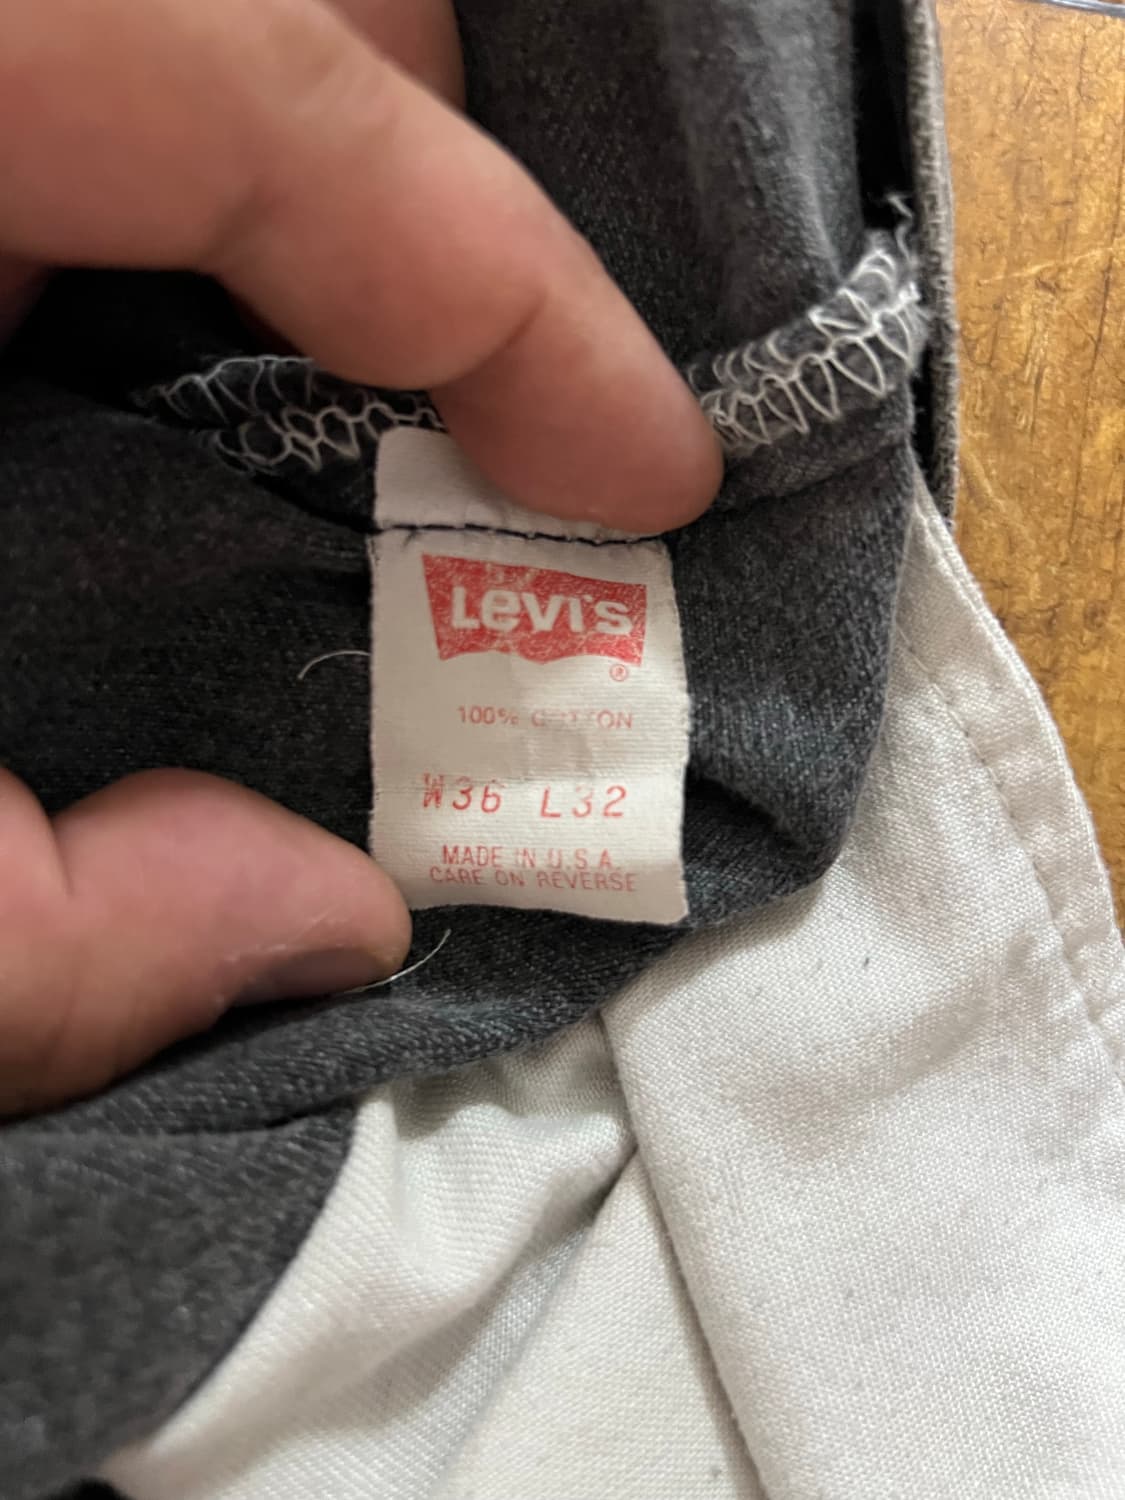 Levi's
®
100% COTTON
W36 L32
MADE IN U.S.A.
CARE ON REVERSE